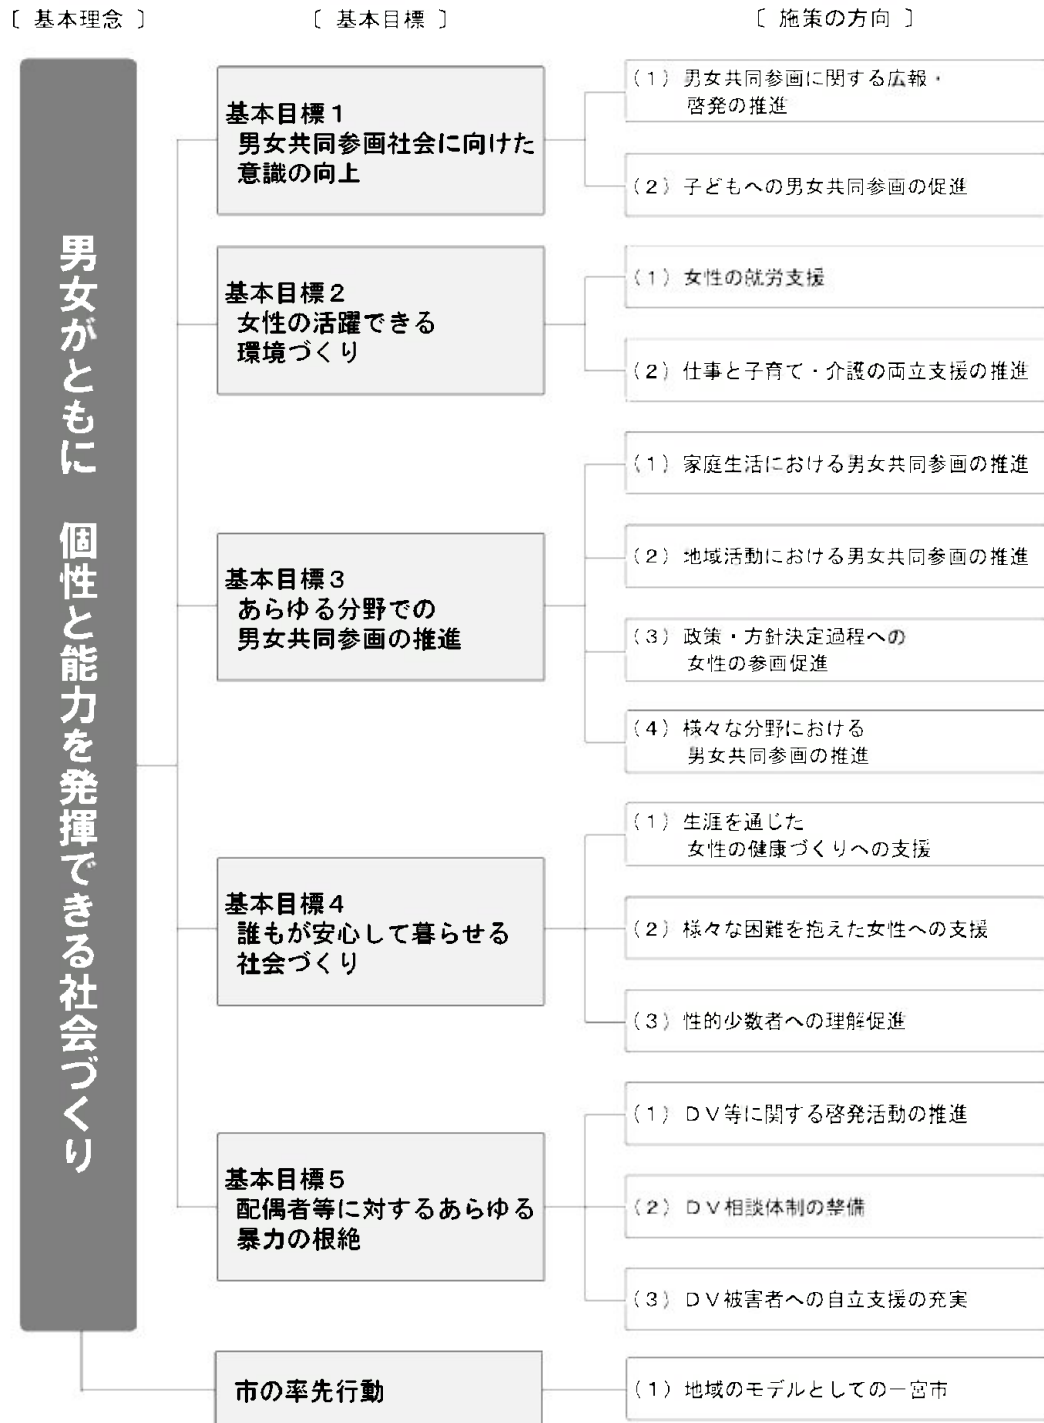 〔 基本理念 〕
〔 基本目標 〕
〔 施策の方向 〕
男女がともに 個性と能力を発揮できる社会づくり
基本目標１
男女共同参画社会に向けた
意識の向上
（１）男女共同参画に関する広報・
啓発の推進
（２）子どもへの男女共同参画の促進
基本目標２
女性の活躍できる
環境づくり
（１）女性の就労支援
（２）仕事と子育て・介護の両立支援の推進
基本目標３
あらゆる分野での
男女共同参画の推進
（１）家庭生活における男女共同参画の推進
（２）地域活動における男女共同参画の推進
（３）政策・方針決定過程への
女性の参画促進
（４）様々な分野における
男女共同参画の推進
基本目標４
誰もが安心して暮らせる
社会づくり
（１）生涯を通じた
女性の健康づくりへの支援
（２）様々な困難を抱えた女性への支援
（３）性的少数者への理解促進
基本目標５
配偶者等に対するあらゆる
暴力の根絶
（１）ＤＶ等に関する啓発活動の推進
（２）ＤＶ相談体制の整備
（３）ＤＶ被害者への自立支援の充実
市の率先行動
（１）地域のモデルとしての一宮市